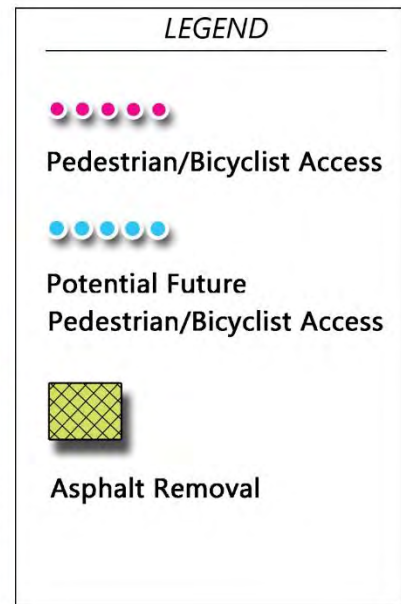 LEGEND
Pedestrian/Bicyclist Access
Potential Future
Pedestrian/Bicyclist Access
Asphalt Removal